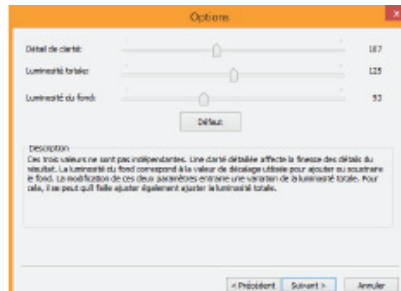 Options
Détail de clarté: 107
Luminosité totale: 125
Luminosité du fond: 93
Défaut
Description
Ces trois valeurs ne sont pas indépendantes. Une clarté détaillée affecte la finesse des détails du
résultat. La luminosité du fond correspond à la valeur de décalage utilisée pour ajouter ou soustraire
le fond. La modification de ces deux paramètres entraine une variation de la luminosité totale. Pour
cela, il se peut qu'il faille ajuster également ajuster la luminosité totale.
< Précédent Suivant > Annuler